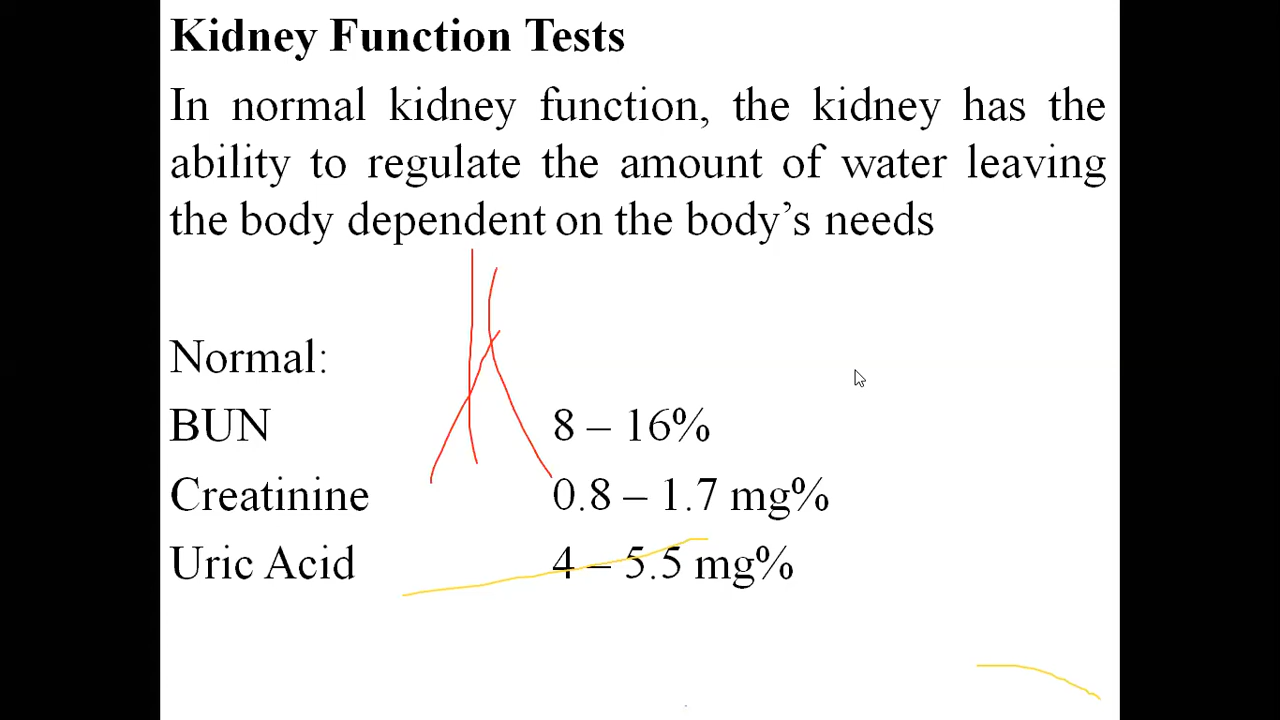 Kidney Function Tests
In normal kidney function, the kidney has the
ability to regulate the amount of water leaving
the body dependent on the body’s needs
Normal:
BUN 8 – 16%
Creatinine 0.8 – 1.7 mg%
Uric Acid 4 – 5.5 mg%